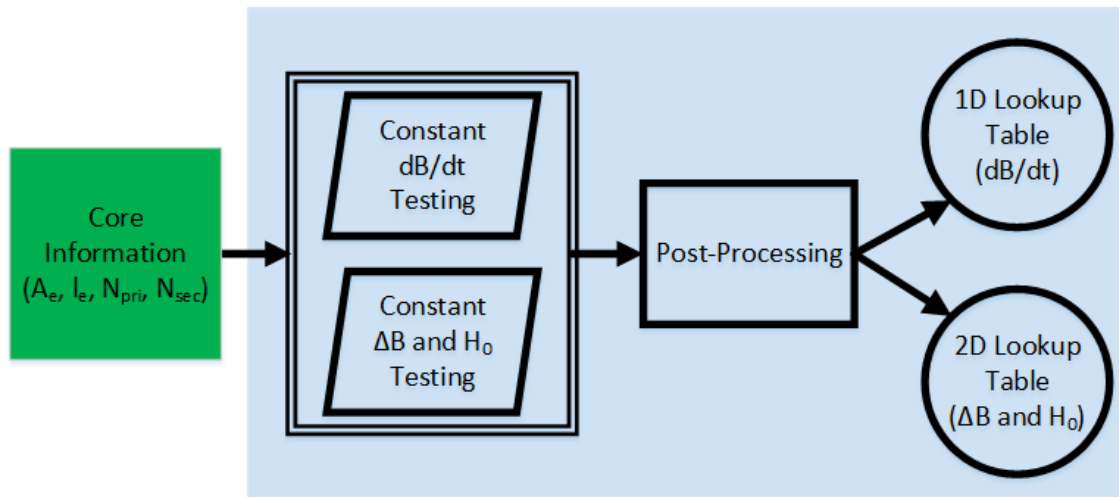 Core
Information
(Aₑ, lₑ, Nₚᵣᵢ, Nₛₑc)
Constant
dB/dt
Testing
Constant
ΔB and H₀
Testing
Post-Processing
1D Lookup
Table
(dB/dt)
2D Lookup
Table
(ΔB and H₀)